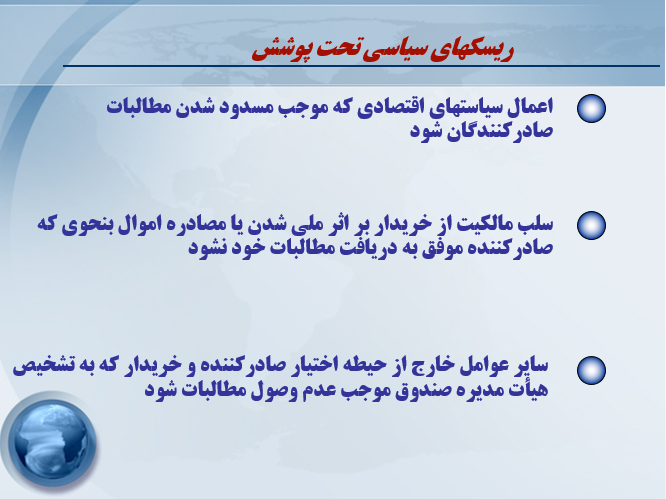 ریسکهای سیاسی تحت پوشش
اعمال سیاستهای اقتصادی که موجب مسدود شدن مطالبات
صادرکنندگان شود
سلب مالکیت از خریدار بر اثر ملی شدن یا مصادره اموال بنحوی که
صادرکننده موفق به دریافت مطالبات خود نشود
سایر عوامل خارج از حیطه اختیار صادرکننده و خریدار که به تشخیص
هیأت مدیره صندوق موجب عدم وصول مطالبات شود